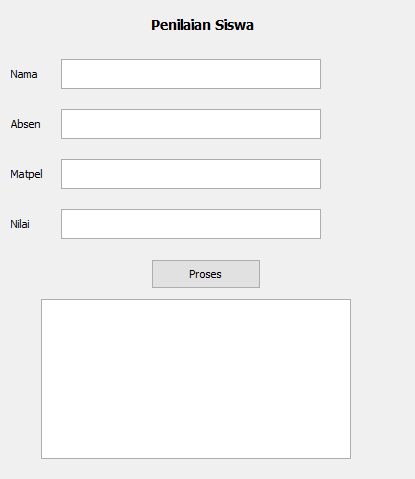 Penilaian Siswa
Nama
Absen
Matpel
Nilai
Proses